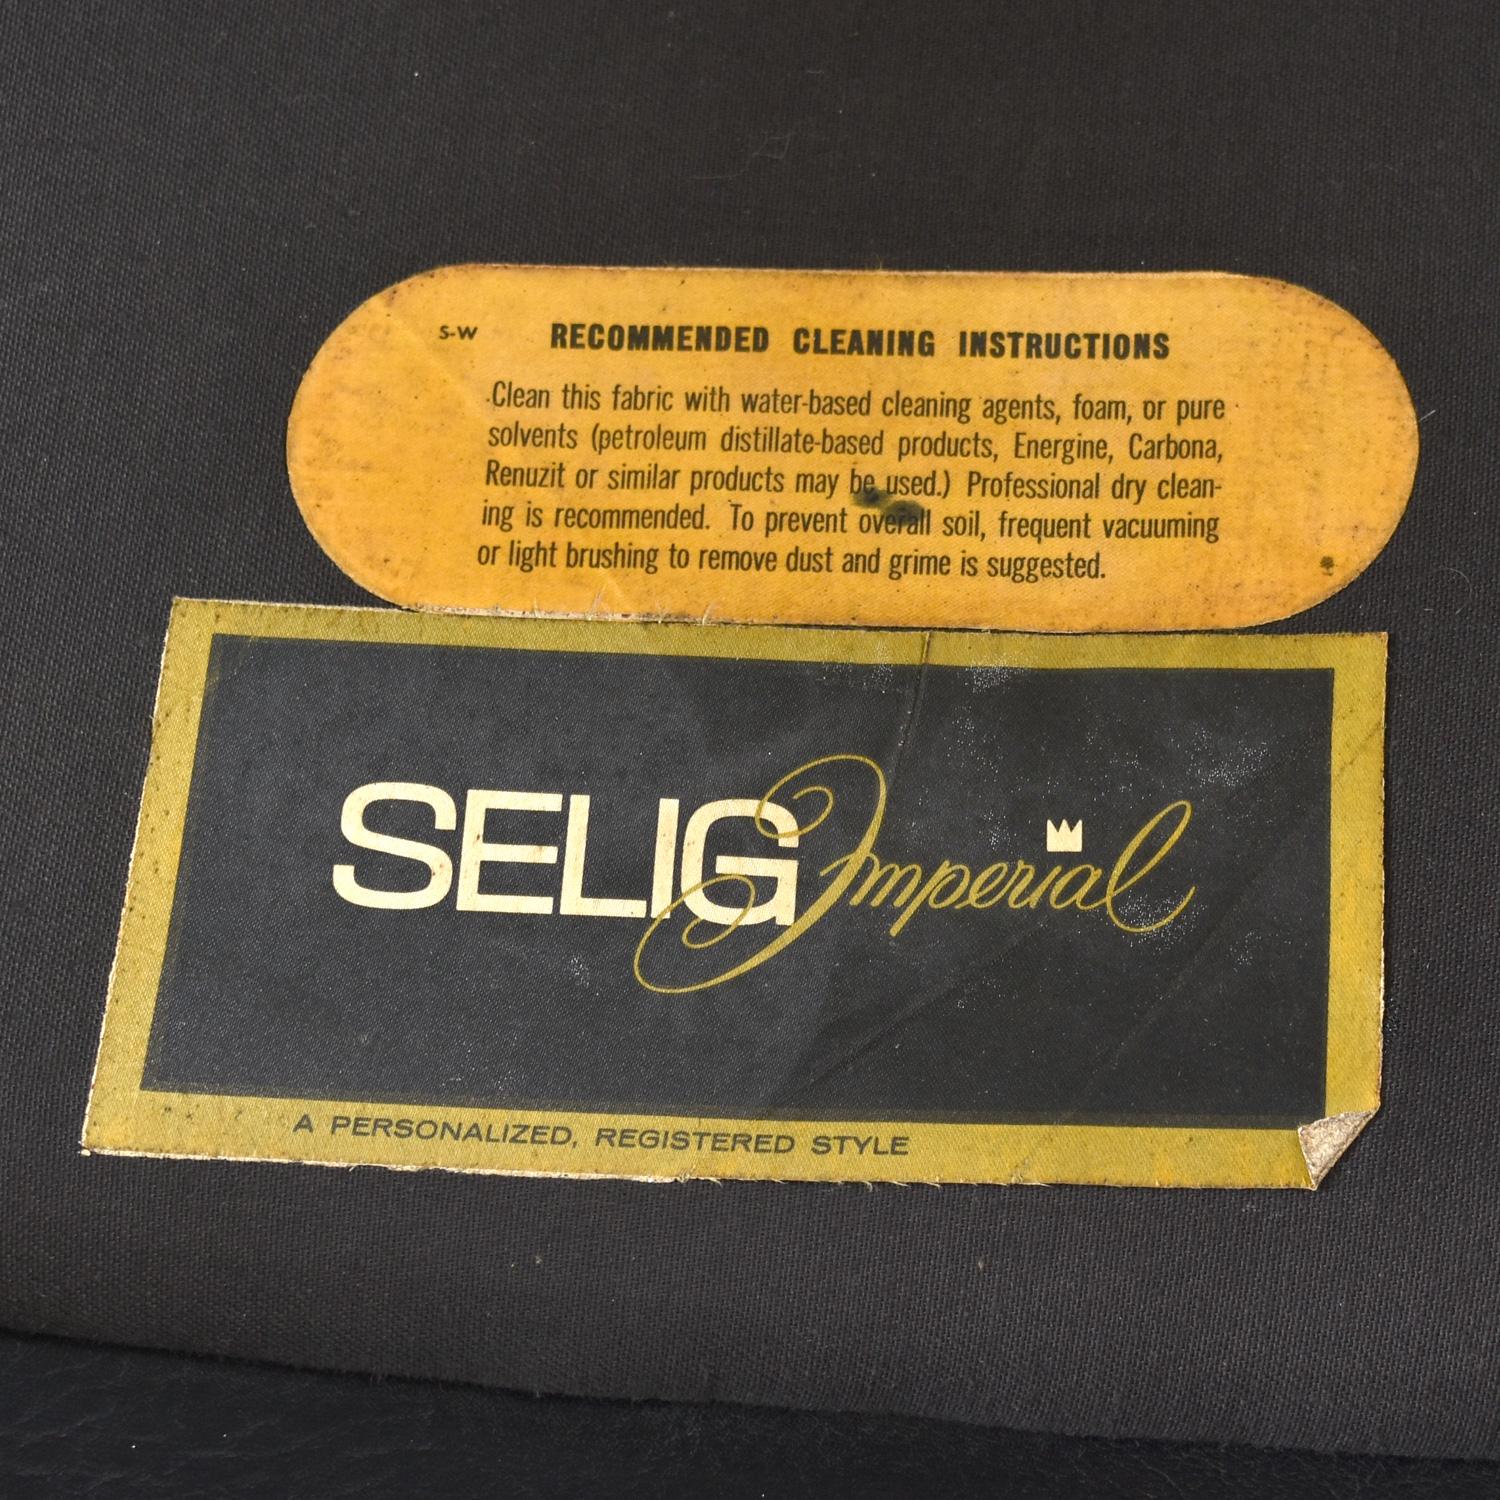 S-W
RECOMMENDED CLEANING INSTRUCTIONS
Clean this fabric with water-based cleaning agents, foam, or pure
solvents (petroleum distillate-based products, Energine, Carbona,
Renuzit or similar products may be used.) Professional dry clean-
ing is recommended. To prevent overall soil, frequent vacuuming
or light brushing to remove dust and grime is suggested.
SELIG Imperial
A PERSONALIZED, REGISTERED STYLE